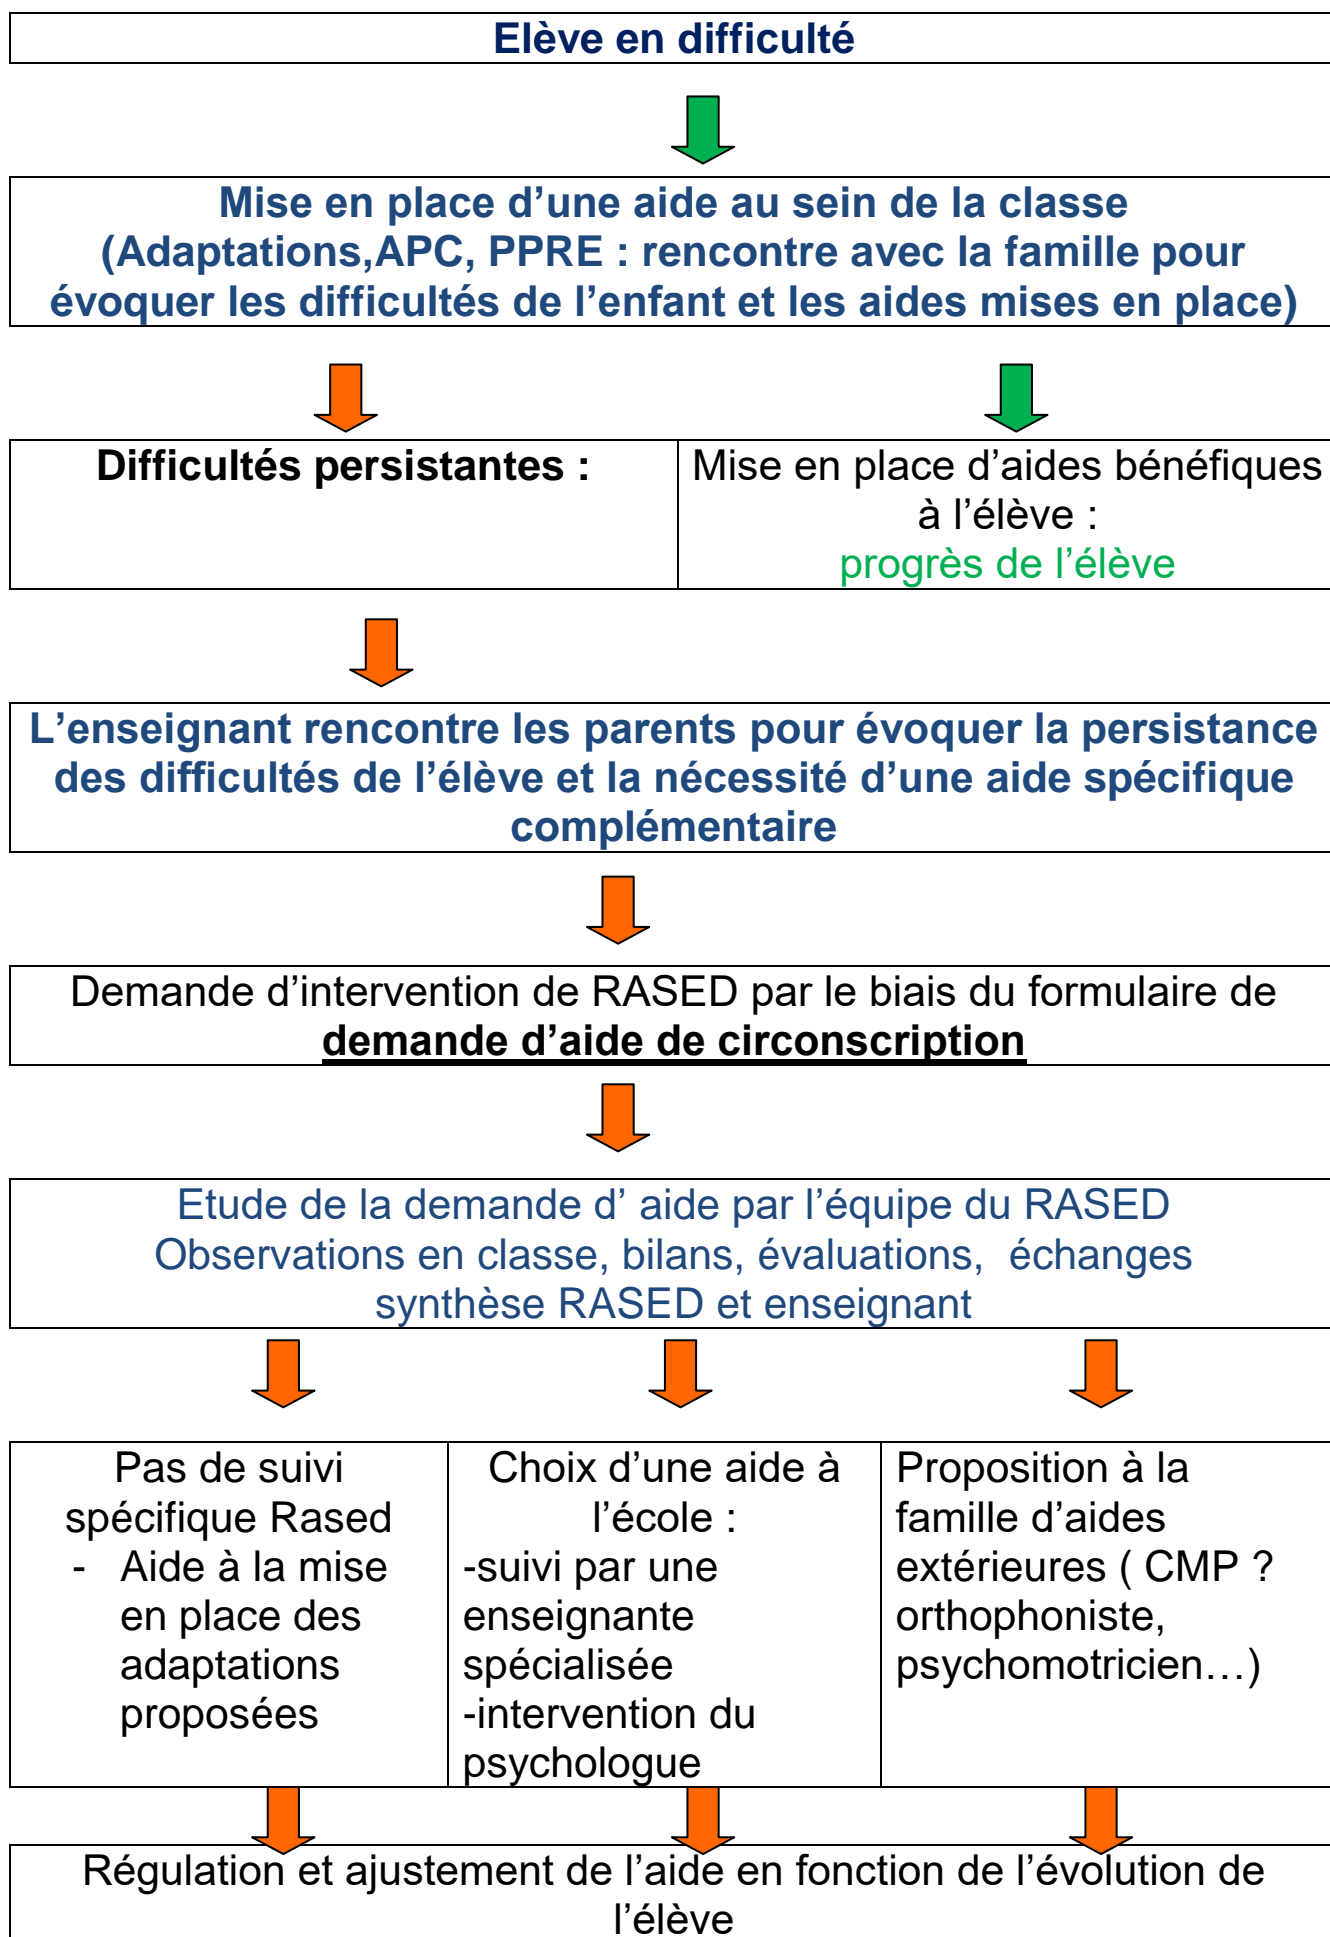 Elève en difficulté
Mise en place d’une aide au sein de la classe
(Adaptations,APC, PPRE : rencontre avec la famille pour
évoquer les difficultés de l’enfant et les aides mises en place)
Difficultés persistantes :
Mise en place d’aides bénéfiques
à l’élève :
progrès de l’élève
L’enseignant rencontre les parents pour évoquer la persistance
des difficultés de l’élève et la nécessité d’une aide spécifique
complémentaire
Demande d’intervention de RASED par le biais du formulaire de
demande d’aide de circonscription
Etude de la demande d’ aide par l’équipe du RASED
Observations en classe, bilans, évaluations,  échanges
synthèse RASED et enseignant
Pas de suivi
spécifique Rased
- Aide à la mise
en place des
adaptations
proposées
Choix d’une aide à
l’école :
-suivi par une
enseignante
spécialisée
-intervention du
psychologue
Proposition à la
famille d’aides
extérieures ( CMP ?
orthophoniste,
psychomotricien…)
Régulation et ajustement de l’aide en fonction de l’évolution de
l’élève